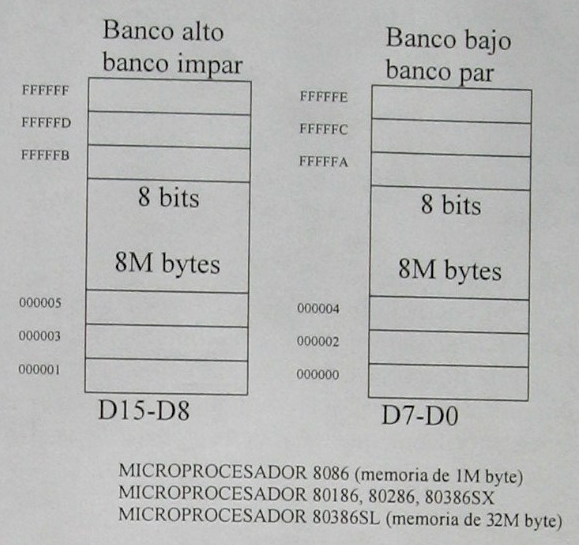 Banco alto
banco impar
FFFFFF
FFFFFD
FFFFFB
8 bits
8M bytes
000005
000003
000001
D15-D8
Banco bajo
banco par
FFFFFE
FFFFFC
FFFFFA
8 bits
8M bytes
000004
000002
000000
D7-D0
MICROPROCESADOR 8086 (memoria de 1M byte)
MICROPROCESADOR 80186, 80286, 80386SX
MICROPROCESADOR 80386SL (memoria de 32M byte)